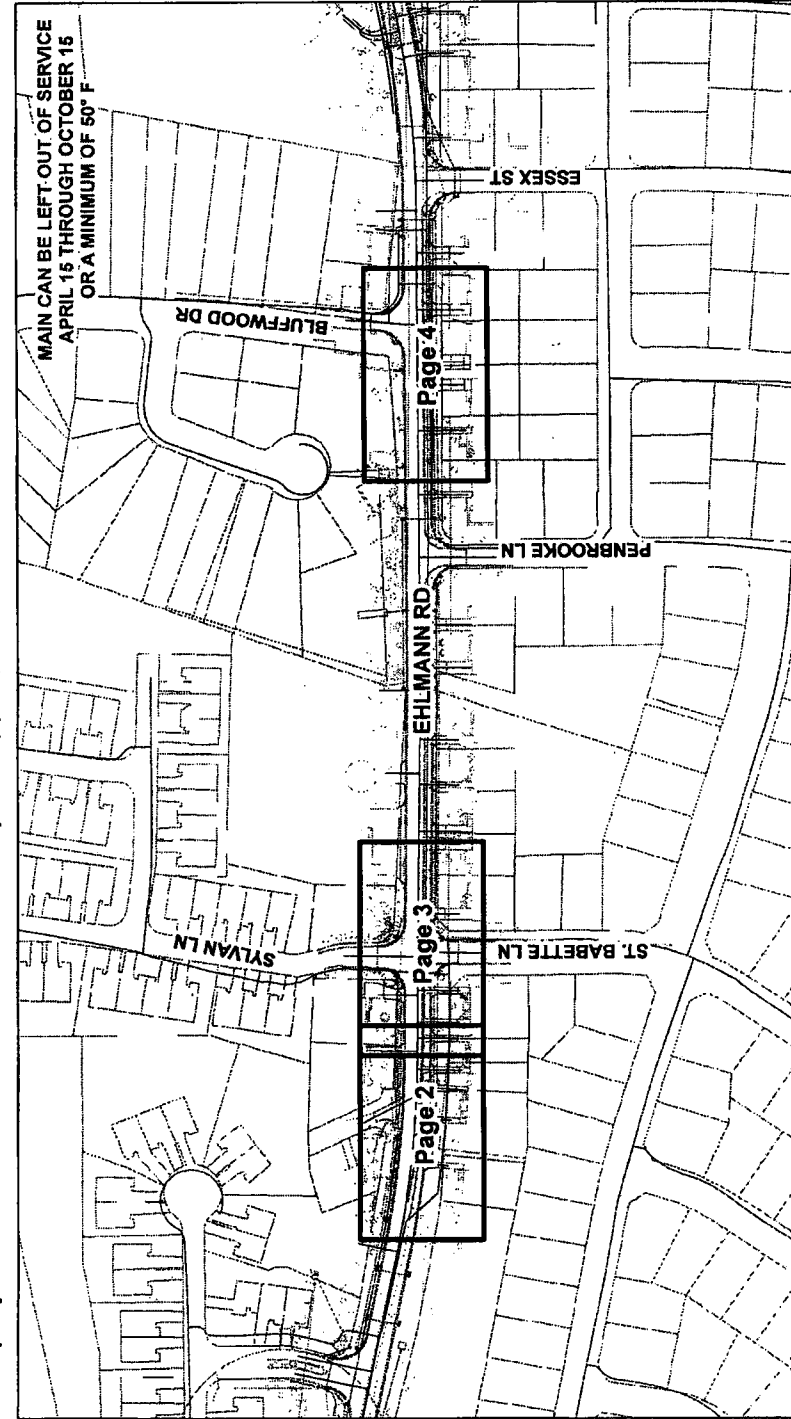 MAIN CAN BE LEFT OUT OF SERVICE
APRIL 15 THROUGH OCTOBER 15
OR A MINIMUM OF 50° F
BLUFFWOOD DR
ESSEX ST
Page 4
PENBROOKE LN
EHLMANN RD
SYLVAN LN
Page 3
ST. BABETTE LN
Page 2